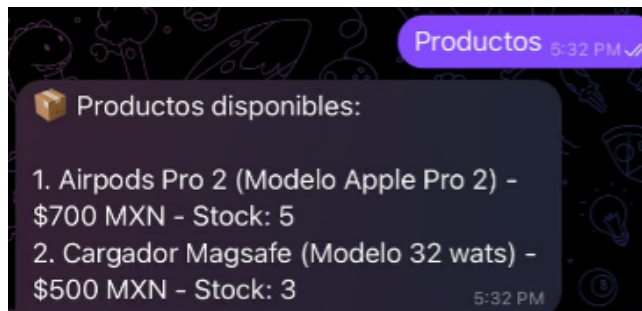 Productos 5:32 PM
📦 Productos disponibles:
1. Airpods Pro 2 (Modelo Apple Pro 2) -
$700 MXN - Stock: 5
2. Cargador Magsafe (Modelo 32 wats) -
$500 MXN - Stock: 3
5:32 PM